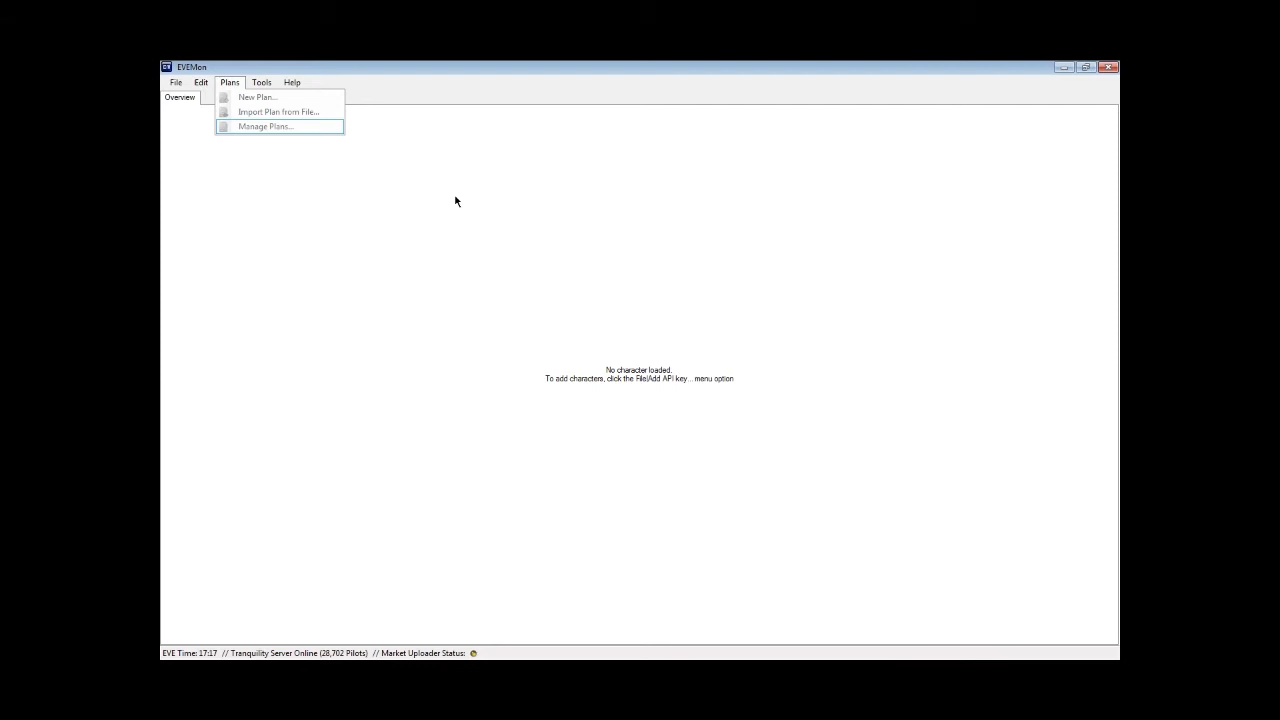 EVEMon
File Edit Plans Tools Help
Overview
New Plan...
Import Plan from File...
Manage Plans...
No character loaded.
To add characters, click the File|Add API key... menu option
EVE Time: 17:17 // Tranquility Server Online (28,702 Pilots) // Market Uploader Status: